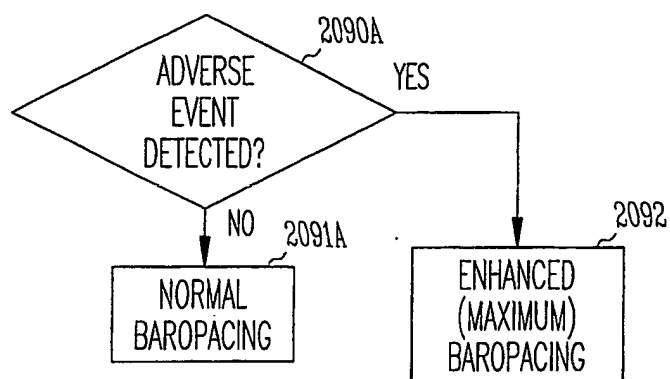 2090A
ADVERSE
EVENT
DETECTED?
YES
NO
2091A
NORMAL
BAROPACING
2092
ENHANCED
(MAXIMUM)
BAROPACING